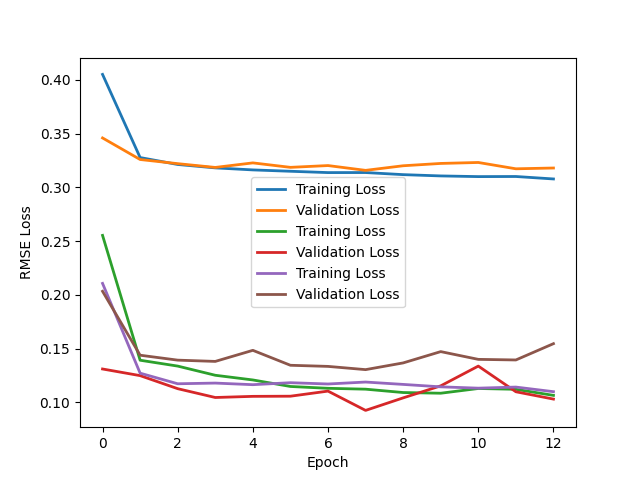 0.40
0.35
0.30
0.25
0.20
0.15
0.10
RMSE Loss
Training Loss
Validation Loss
Training Loss
Validation Loss
Training Loss
Validation Loss
0 2 4 6 8 10 12
Epoch